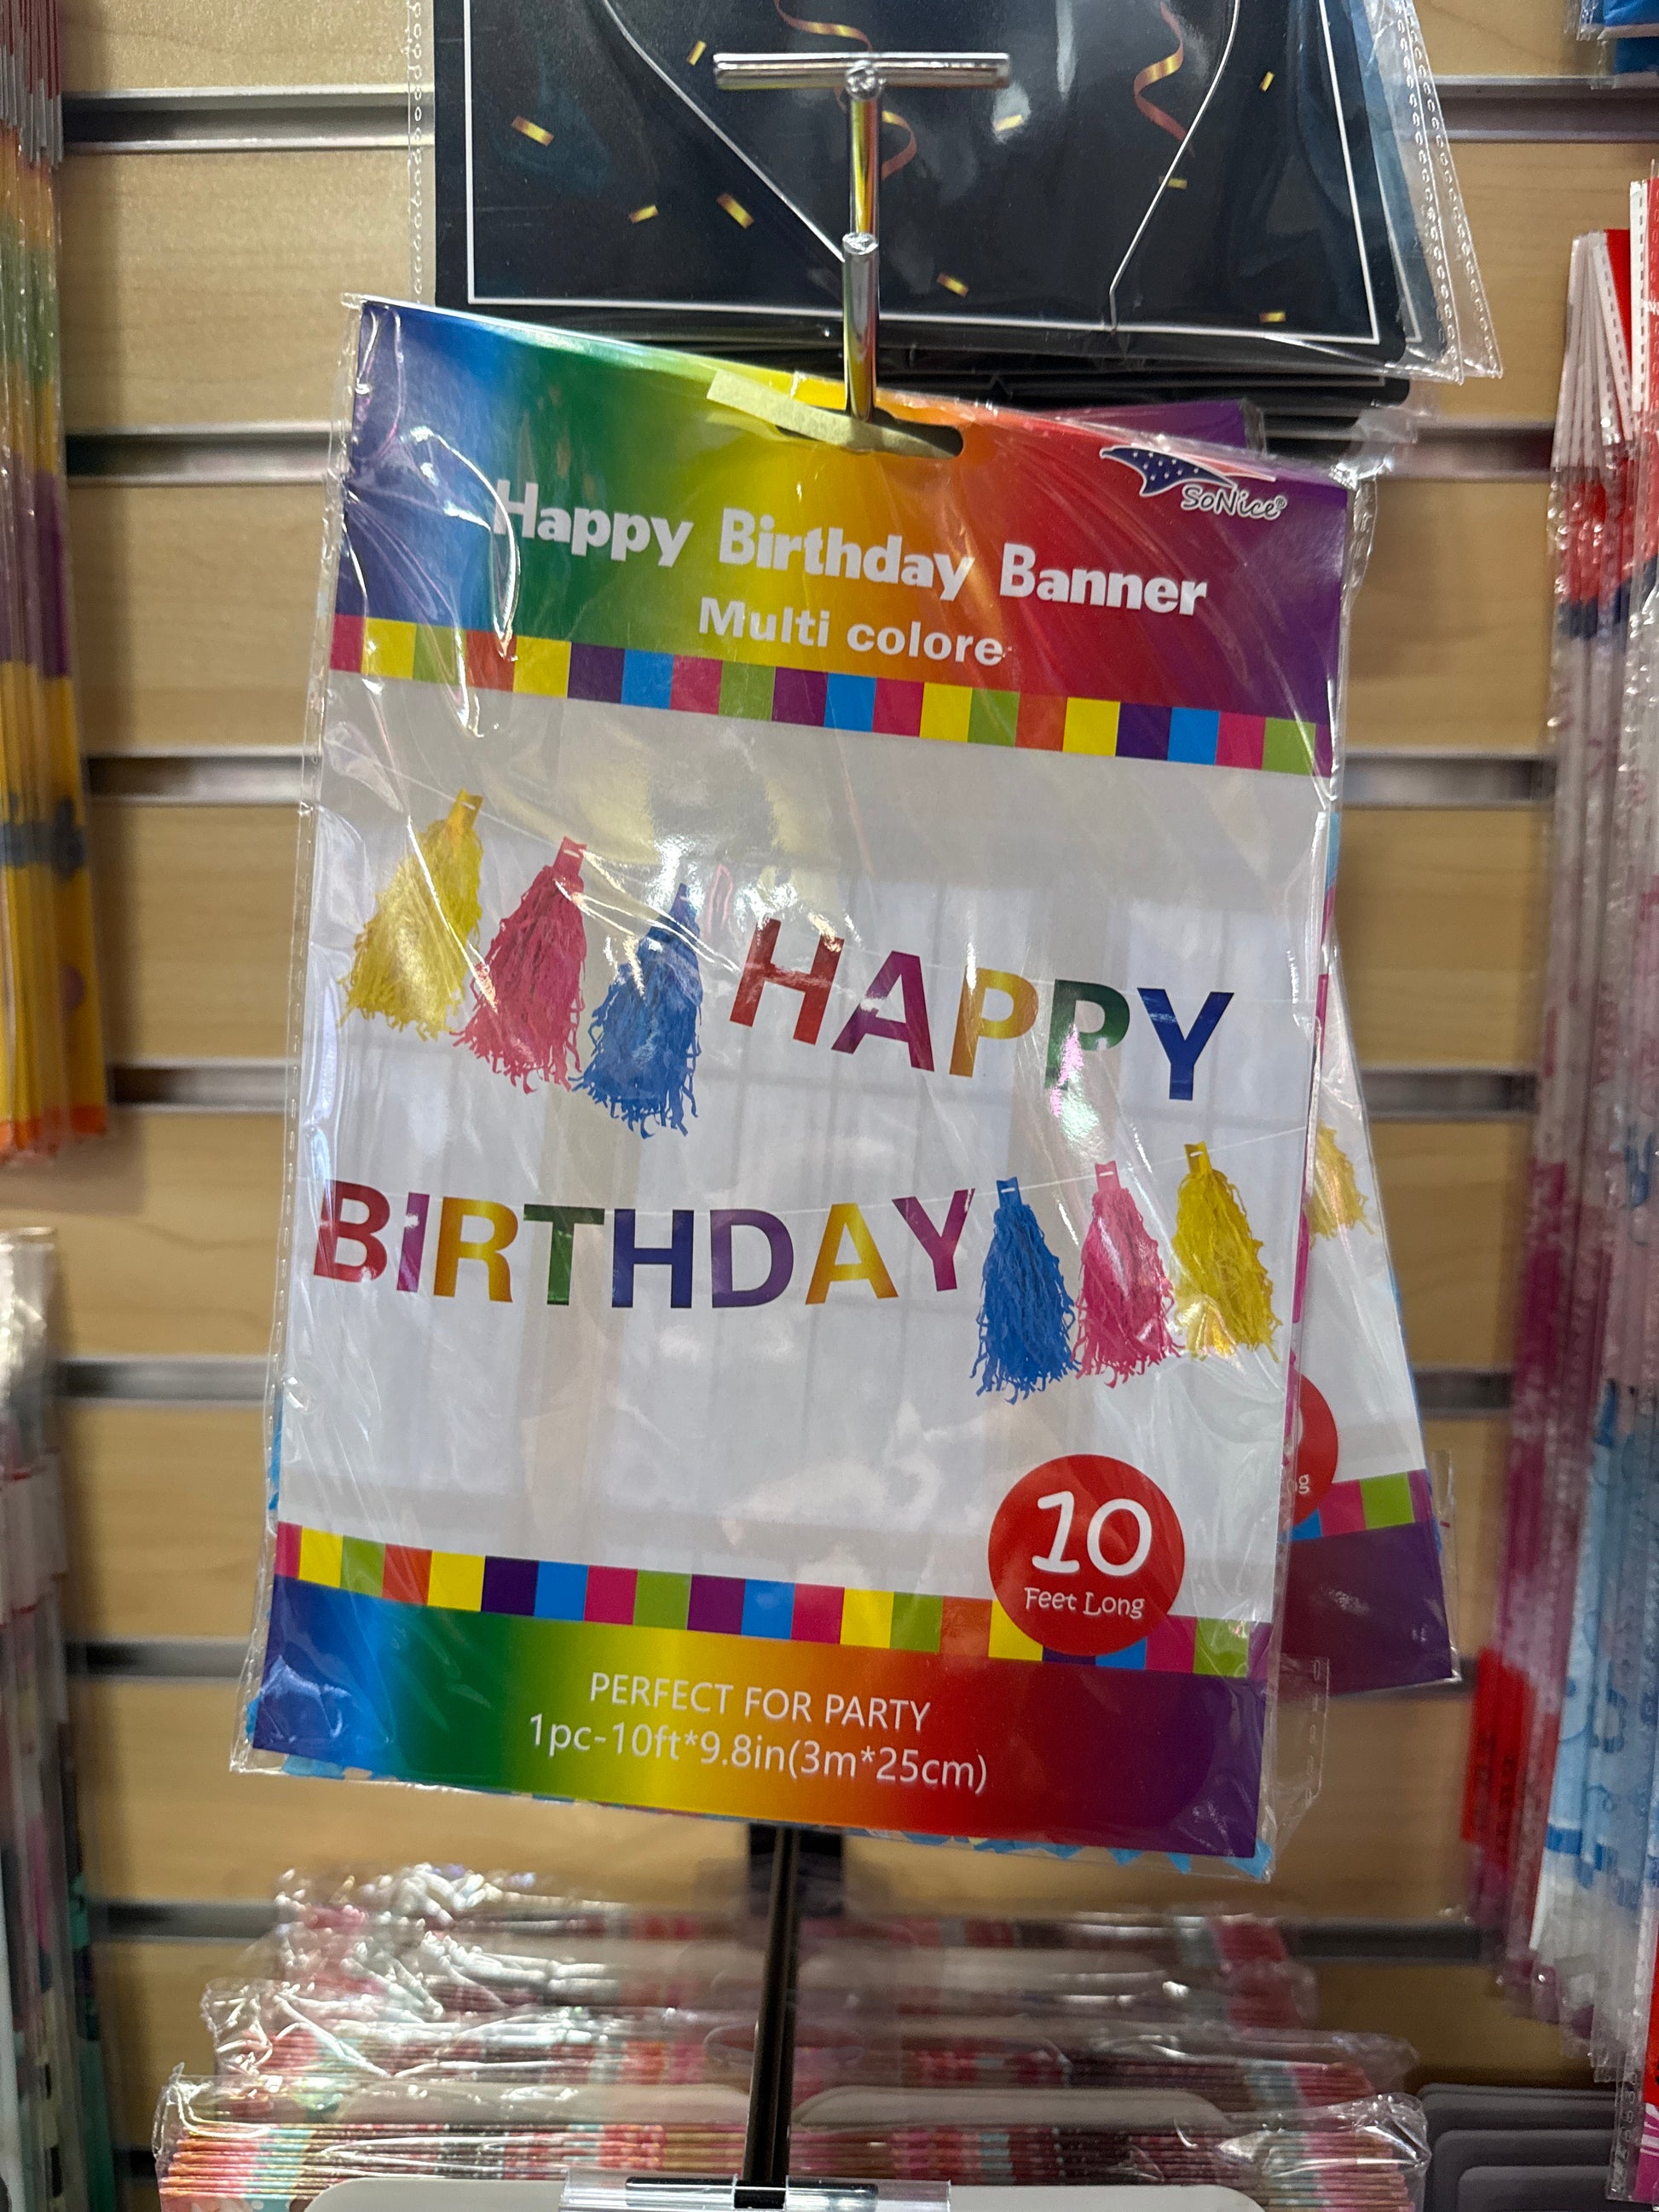 SoNice®
Happy Birthday Banner
Multi colore
HAPPY
BIRTHDAY
10
Feet Long
PERFECT FOR PARTY
1pc-10ft*9.8in(3m*25cm)